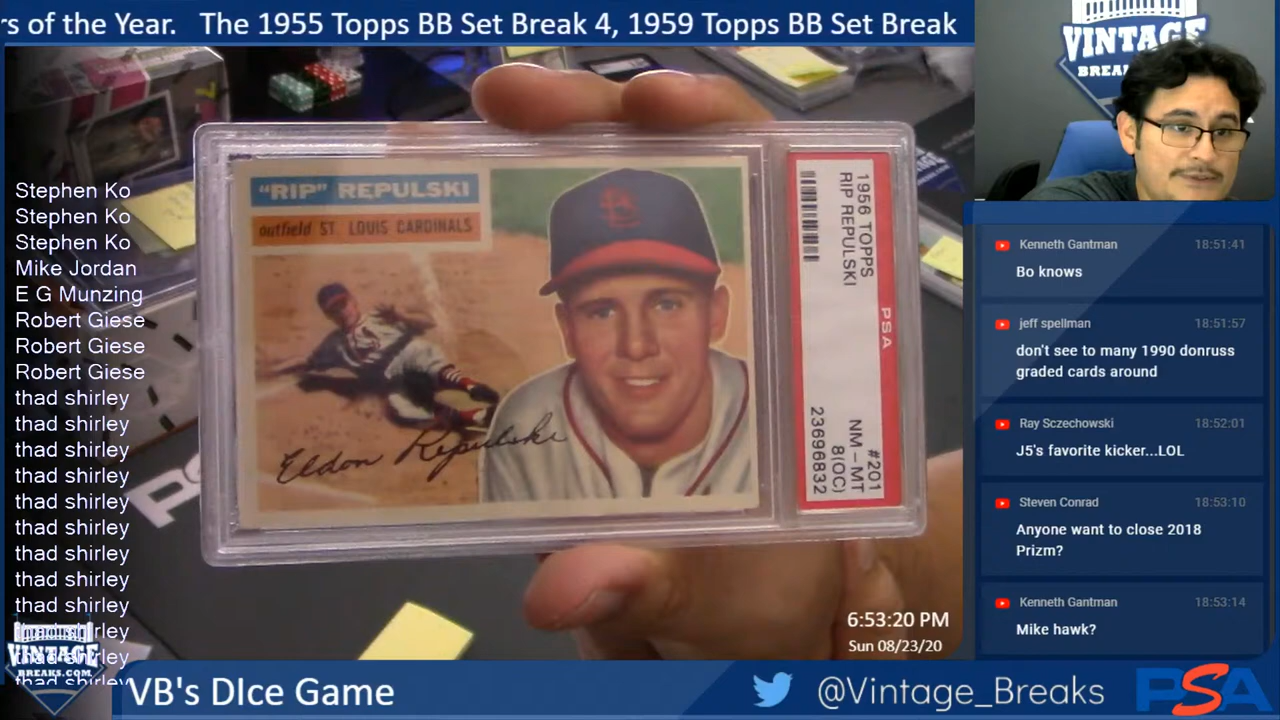 rs of the Year. The 1955 Topps BB Set Break 4, 1959 Topps BB Set Break
VINTAGE
BREAK
"RIP" REPULSKI
outfield ST. LOUIS CARDINALS
Eldon Repulski
1956 TOPPS
RIP REPULSKI
PSA
#201
NM-MT
8(OC)
23696832
Stephen Ko
Stephen Ko
Stephen Ko
Mike Jordan
E G Munzing
Robert Giese
Robert Giese
Robert Giese
thad shirley
thad shirley
thad shirley
thad shirley
thad shirley
thad shirley
thad shirley
thad shirley
thad shirley
thad shirley
VINTAGE
BREAKS.COM
Kenneth Gantman 18:51:41
Bo knows
jeff spellman 18:51:57
don't see to many 1990 donruss
graded cards around
Ray Sczechowski 18:52:01
J5's favorite kicker...LOL
Steven Conrad 18:53:10
Anyone want to close 2018
Prizm?
Kenneth Gantman 18:53:14
Mike hawk?
6:53:20 PM
Sun 08/23/20
VB's DIce Game
@Vintage_Breaks
PSA